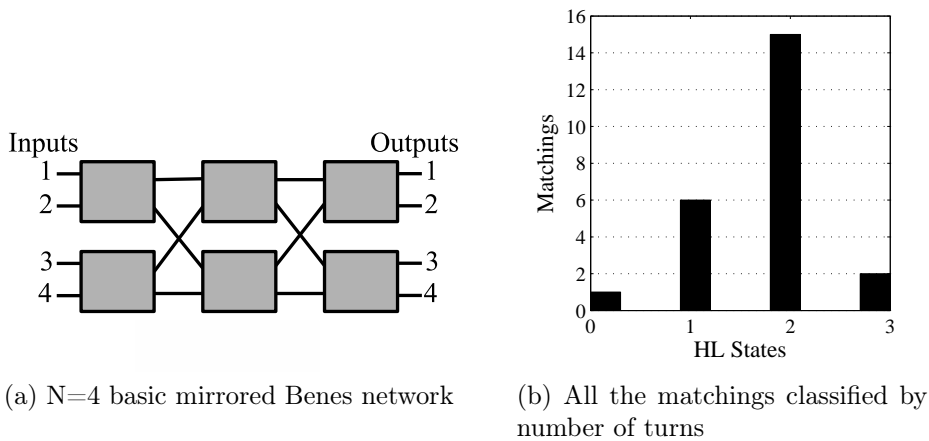 Inputs
Outputs
1
2
3
4
1
2
3
4
(a) N=4 basic mirrored Benes network
16
14
12
10
8
6
4
2
0
Matchings
0 1 2 3
HL States
(b) All the matchings classified by
number of turns